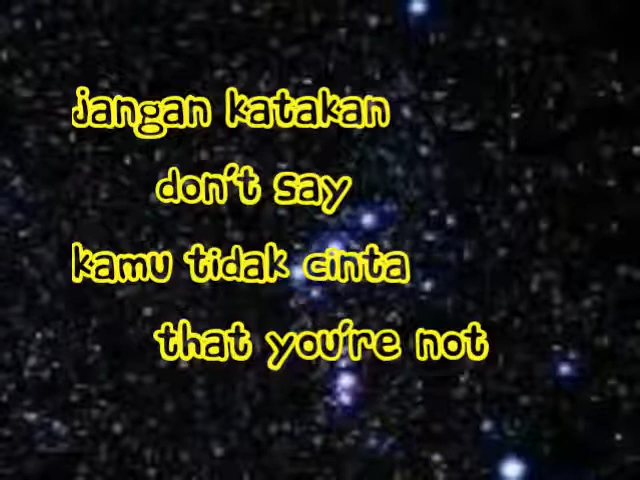 jangan katakan
don't say
kamu tidak cinta
that you're not